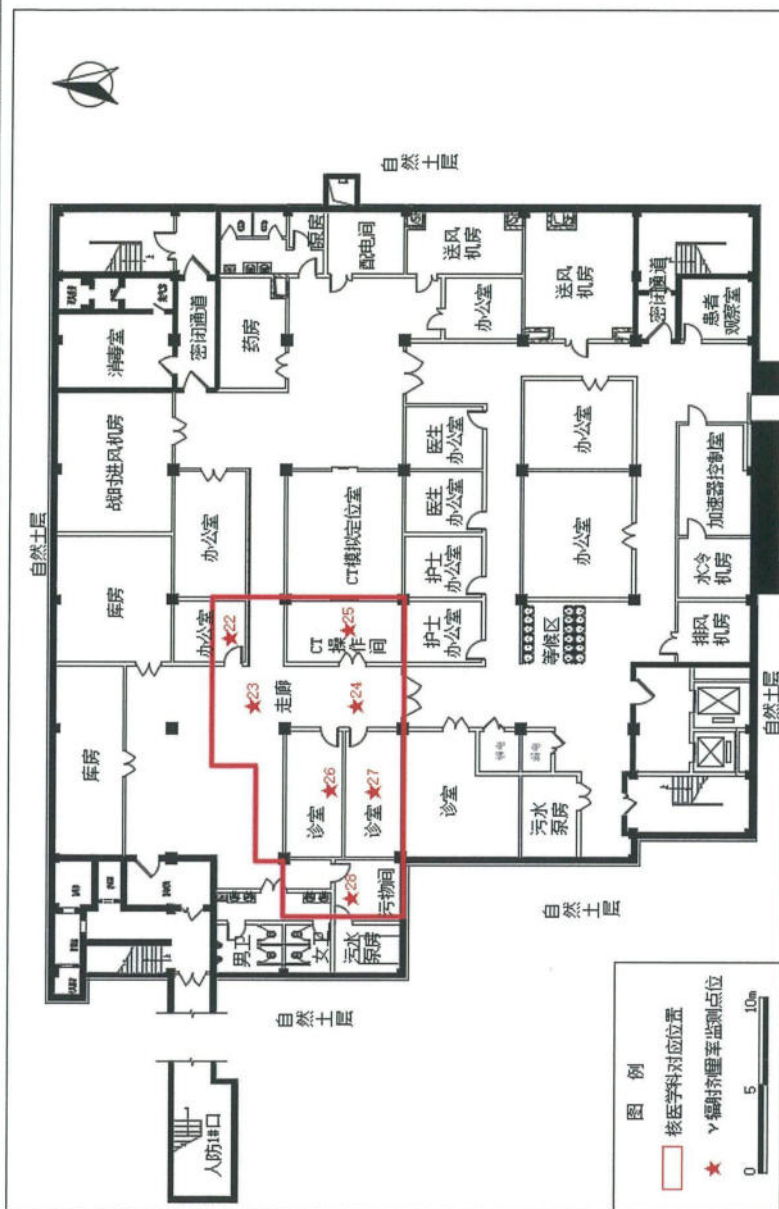 自然土层
自然土层
库房
库房
战时进风机房
消毒室
密闭通道
办公室
★22
办公室
药房
泵房
配电间
★23
走廊
★24
CT操作间
★25
CT模拟定位室
诊室
★26
诊室
★27
★28
污物间
男卫
女卫
污水泵房
人防1#口
自然土层
自然土层
诊室
污水泵房
护士办公室
护士办公室
医生办公室
医生办公室
办公室
送风机房
送风机房
等候区
办公室
办公室
密闭通道
患者观察室
排风机房
水冷机房
加速器控制室
自然土层
图 例
核医学科对应位置
★ γ辐射剂量率监测点位
0 5 10m